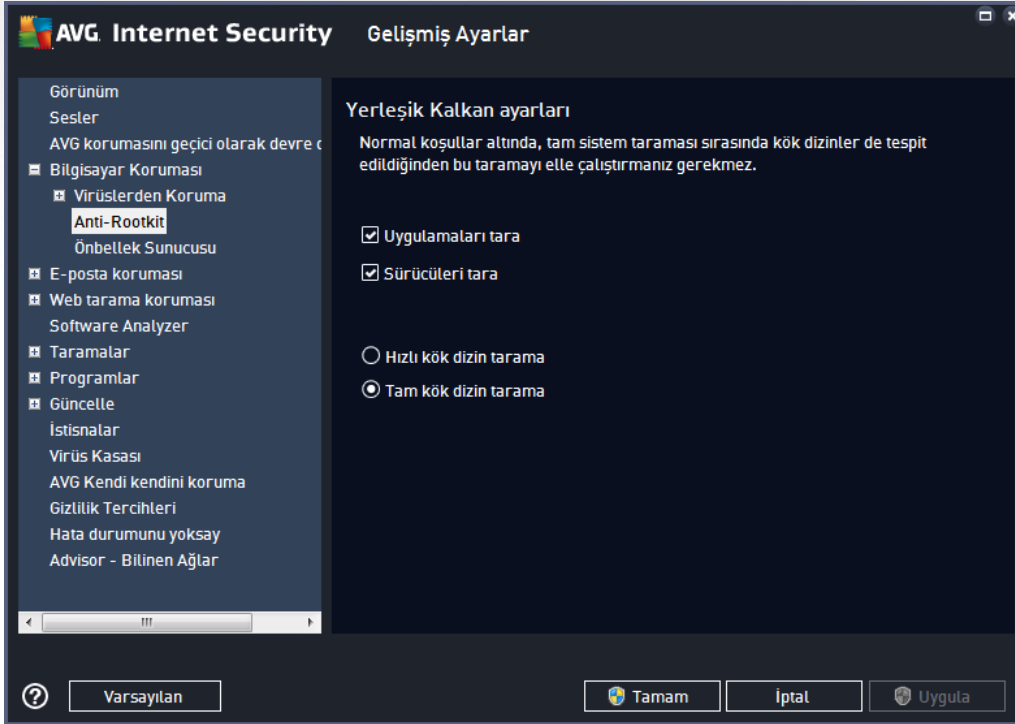 AVG. Internet Security Gelişmiş Ayarlar
Görünüm
Sesler
AVG korumasını geçici olarak devre
Bilgisayar Koruması
Virüslerden Koruma
Anti-Rootkit
Önbellek Sunucusu
E-posta koruması
Web tarama koruması
Software Analyzer
Taramalar
Programlar
Güncelle
İstisnalar
Virüs Kasası
AVG Kendi kendini koruma
Gizlilik Tercihleri
Hata durumunu yoksay
Advisor - Bilinen Ağlar
Yerleşik Kalkan ayarları
Normal koşullar altında, tam sistem taraması sırasında kök dizinler de tespit
edildiğinden bu taramayı elle çalıştırmanız gerekmez.
Uygulamaları tara
Sürücüleri tara
Hızlı kök dizin tarama
Tam kök dizin tarama
Varsayılan
Tamam
İptal
Uygula